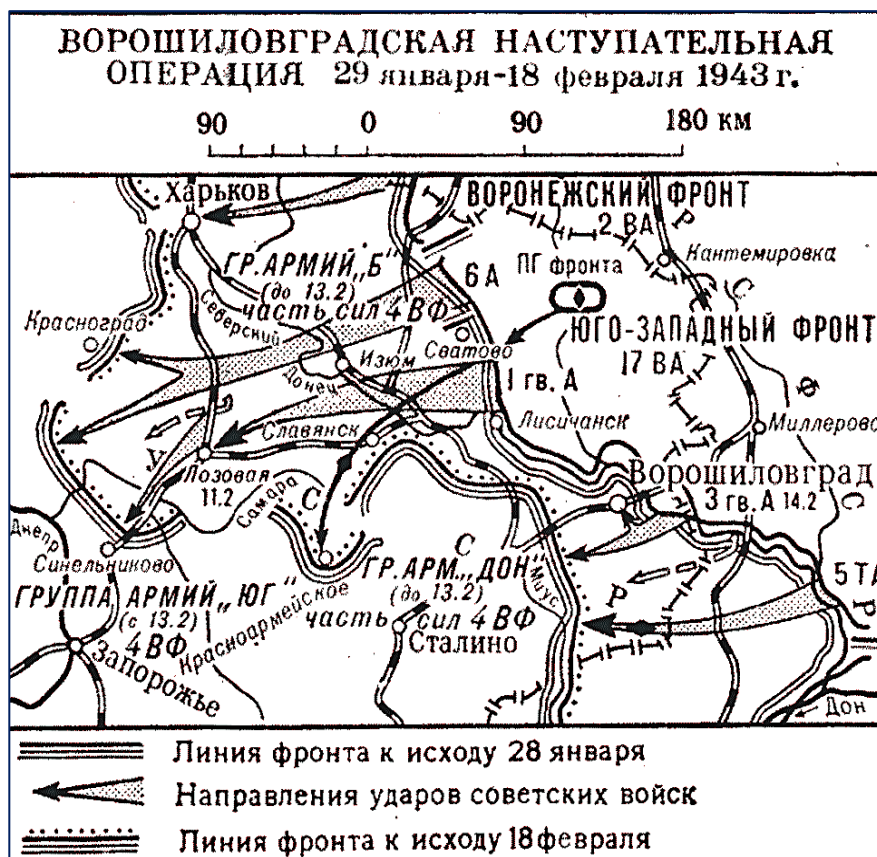 ВОРОШИЛОВГРАДСКАЯ НАСТУПАТЕЛЬНАЯ
ОПЕРАЦИЯ 29 января-18 февраля 1943 г.
90 0 90 180 км
Харьков
ВОРОНЕЖСКИЙ ФРОНТ
2 ВА
Р
Кантемировка
ГР. АРМИЙ „Б"
(до 13.2)
часть сил 4 ВФ
6 А
ПГ фронта
С
Красноград
Северский
Донец
Изюм
Сватово
ЮГО-ЗАПАДНЫЙ ФРОНТ
17 ВА
1 гв. А
Ф
Славянск
Лисичанск
Миллерово
У
Лозовая
11.2
Самара
С
Ворошиловград
3 гв. А 14.2
С
Днепр
Синельниково
ГРУППА АРМИЙ „ЮГ"
(с 13.2)
4 ВФ
Запорожье
Красноармейское
С
ГР. АРМ. „ДОН"
(до 13.2)
часть сил 4 ВФ
Сталино
Миус
Р
5 ТА
Р
Дон
Линия фронта к исходу 28 января
Направления ударов советских войск
Линия фронта к исходу 18 февраля